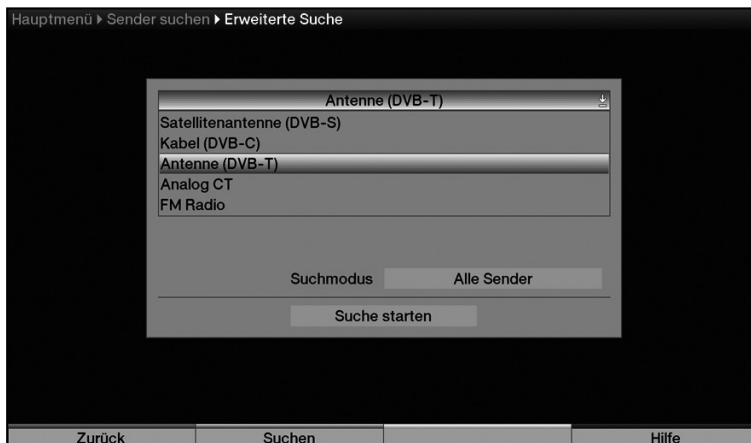 Hauptmenü ▸ Sender suchen ▸ Erweiterte Suche
Antenne (DVB-T)
Satellitenantenne (DVB-S)
Kabel (DVB-C)
Antenne (DVB-T)
Analog CT
FM Radio
Suchmodus Alle Sender
Suche starten
Zurück Suchen Hilfe